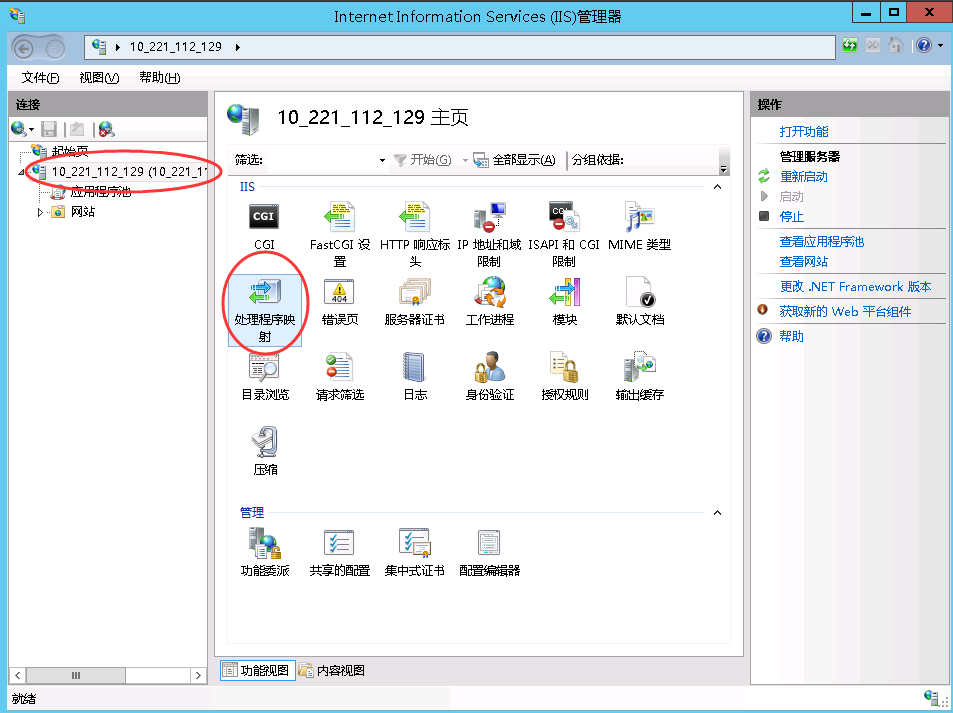 Internet Information Services (IIS)管理器
10_221_112_129
文件(F) 视图(V) 帮助(H)
连接
起始页
10_221_112_129 (10_221_11
应用程序池
网站
10_221_112_129 主页
筛选: 开始(G) 全部显示(A) 分组依据:
IIS
CGI
CGI
FastCGI 设置
HTTP 响应标头
IP 地址和域限制
CGI
ISAPI 和 CGI 限制
MIME 类型
处理程序映射
404
错误页
服务器证书
工作进程
模块
默认文档
目录浏览
请求筛选
日志
身份验证
授权规则
输出缓存
压缩
管理
功能委派
共享的配置
集中式证书
配置编辑器
功能视图 内容视图
操作
打开功能
管理服务器
重新启动
启动
停止
查看应用程序池
查看网站
更改 .NET Framework 版本
获取新的 Web 平台组件
帮助
就绪